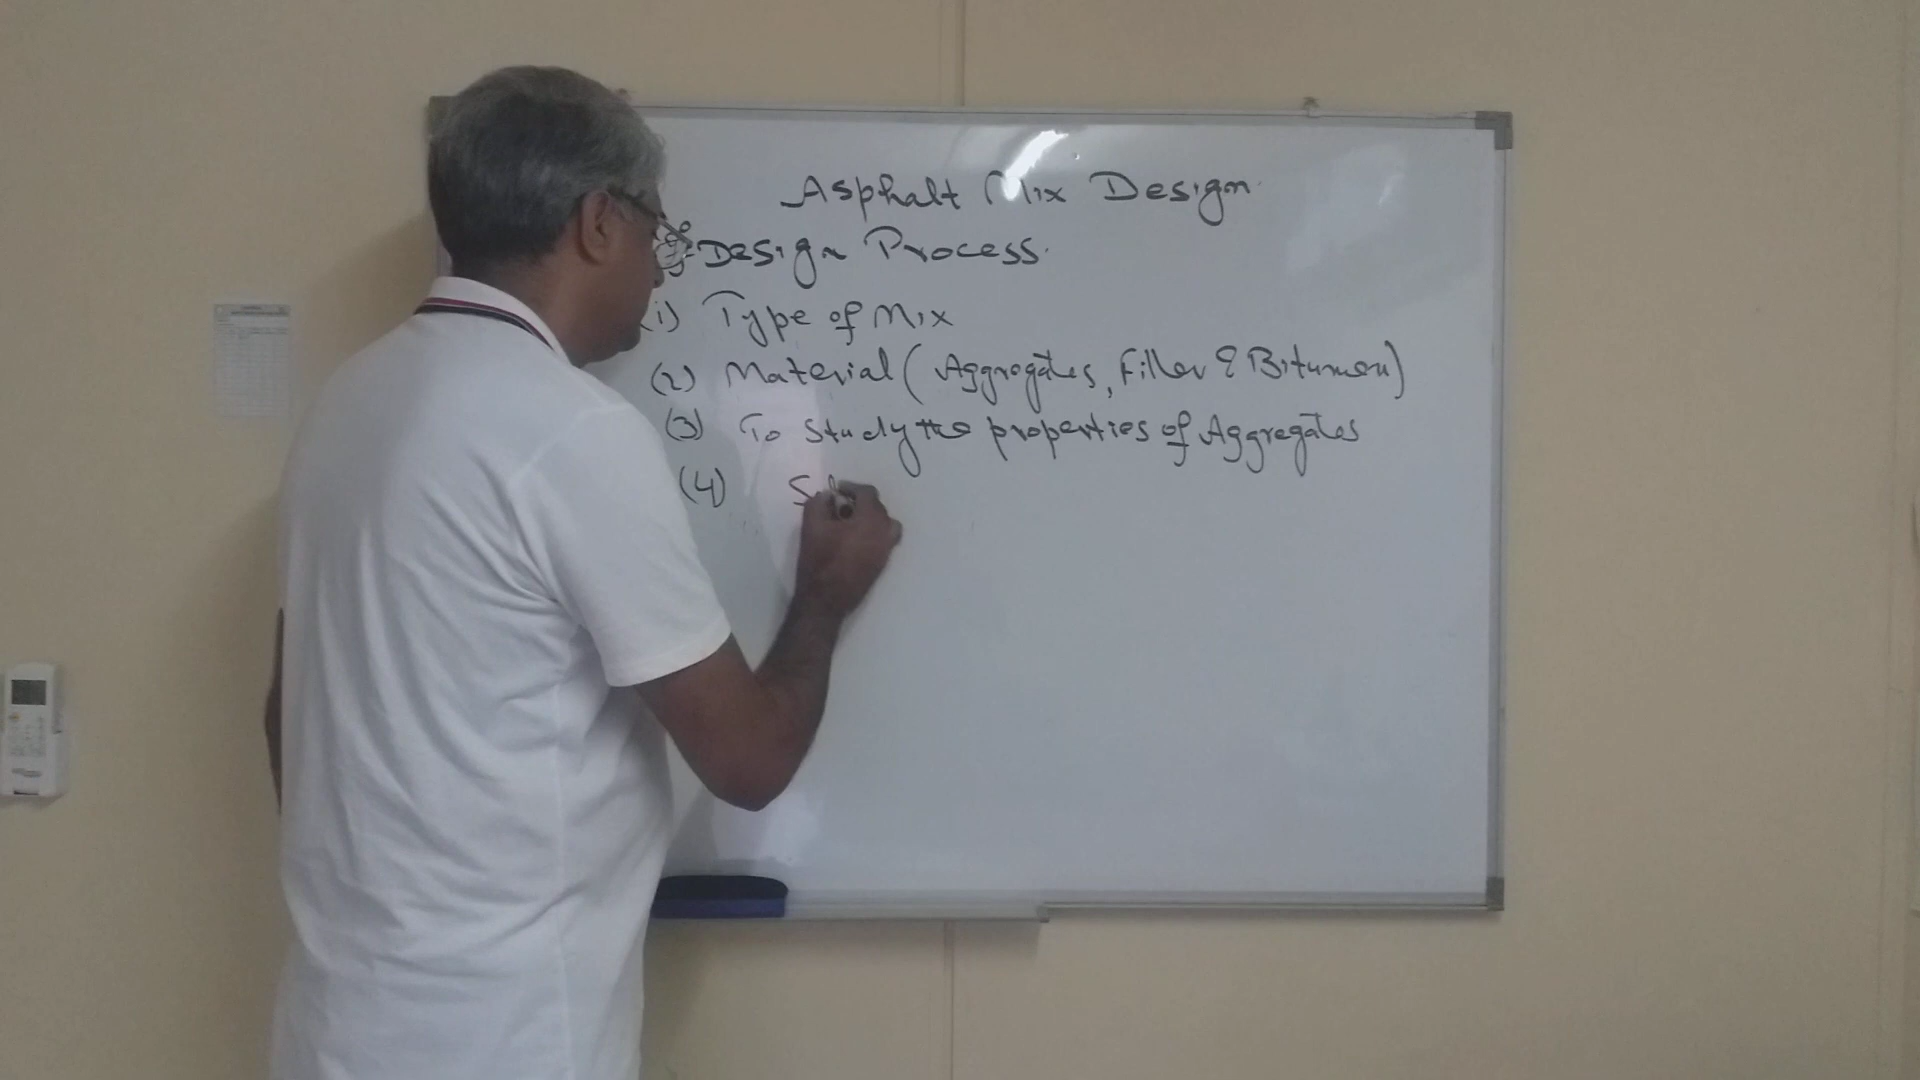 Asphalt Mix Design
Design Process.
(1) Type of Mix
(2) Material (Aggregates, Filler & Bitumen)
(3) To Study the properties of Aggregates
(4) S